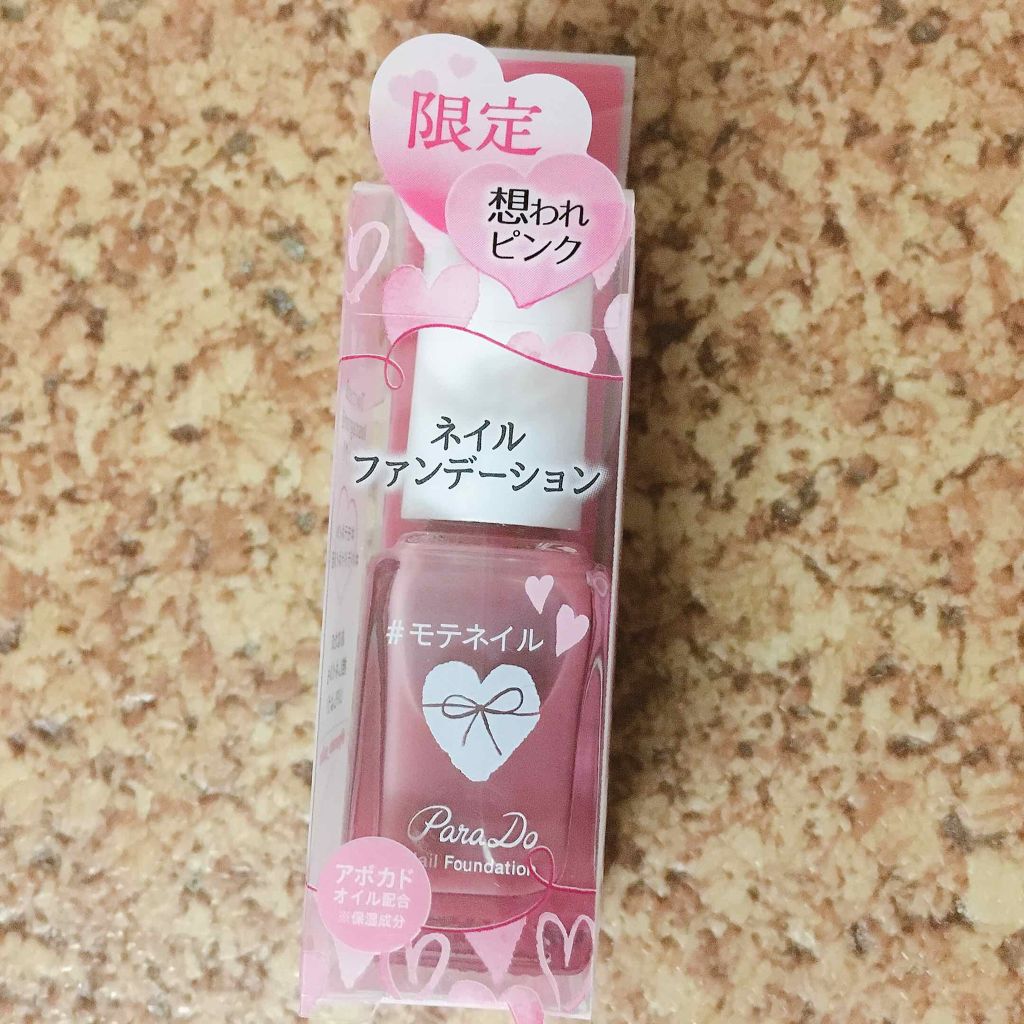 限定
想われ
ピンク
ネイル
ファンデーション
#モテネイル
Para Do
ail Foundation
アボカド
オイル配合
※保湿成分